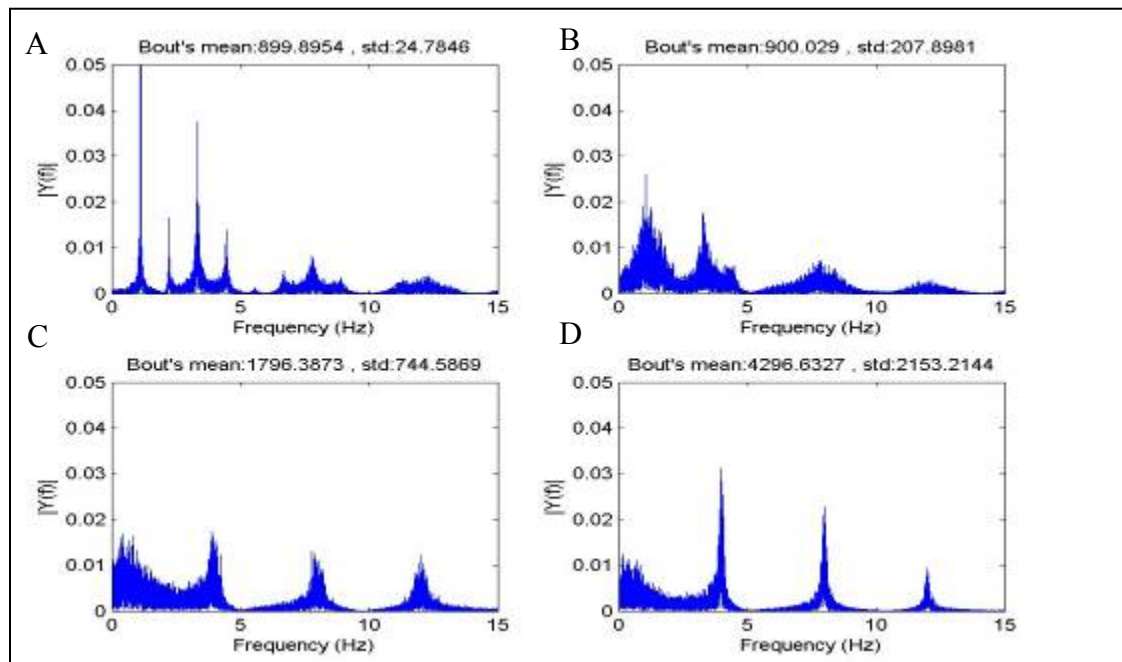 A
Bout's mean:899.8954 , std:24.7846
0.05
0.04
0.03
0.02
0.01
0
|Y(f)|
0 5 10 15
Frequency (Hz)
B
Bout's mean:900.029 , std:207.8981
0.05
0.04
0.03
0.02
0.01
0
|Y(f)|
0 5 10 15
Frequency (Hz)
C
Bout's mean:1796.3873 , std:744.5869
0.05
0.04
0.03
0.02
0.01
0
|Y(f)|
0 5 10 15
Frequency (Hz)
D
Bout's mean:4296.6327 , std:2153.2144
0.05
0.04
0.03
0.02
0.01
0
|Y(f)|
0 5 10 15
Frequency (Hz)